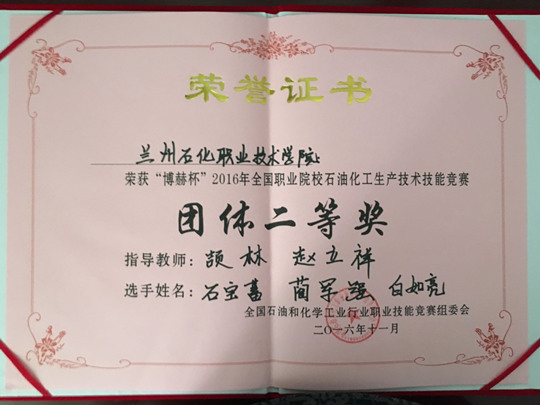 荣誉证书
兰州石化职业技术学院
荣获“博赫杯”2016年全国职业院校石油化工生产技术技能竞赛
团体二等奖
指导教师：颉林 赵立祥
选手姓名：石宝喜 蔺军强 白如亮
全国石油和化学工业行业职业技能竞赛组委会
二〇一六年十一月